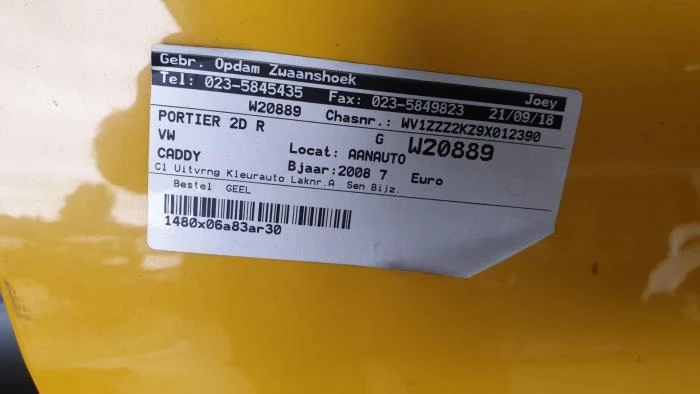 Gebr. Opdam Zwaanshoek Joey
Tel: 023-5845435 Fax: 023-5849823 21/09/18
W20889 Chasnr.: WV1ZZZ2KZ9X012390
PORTIER 2D R G W20889
VW Locat: AANAUTO
CADDY Bjaar:2008 7 Euro
Cl Uitvrng Kleurauto Laknr.A Sen Bijz.
Bestel GEEL
1480x06a83ar30